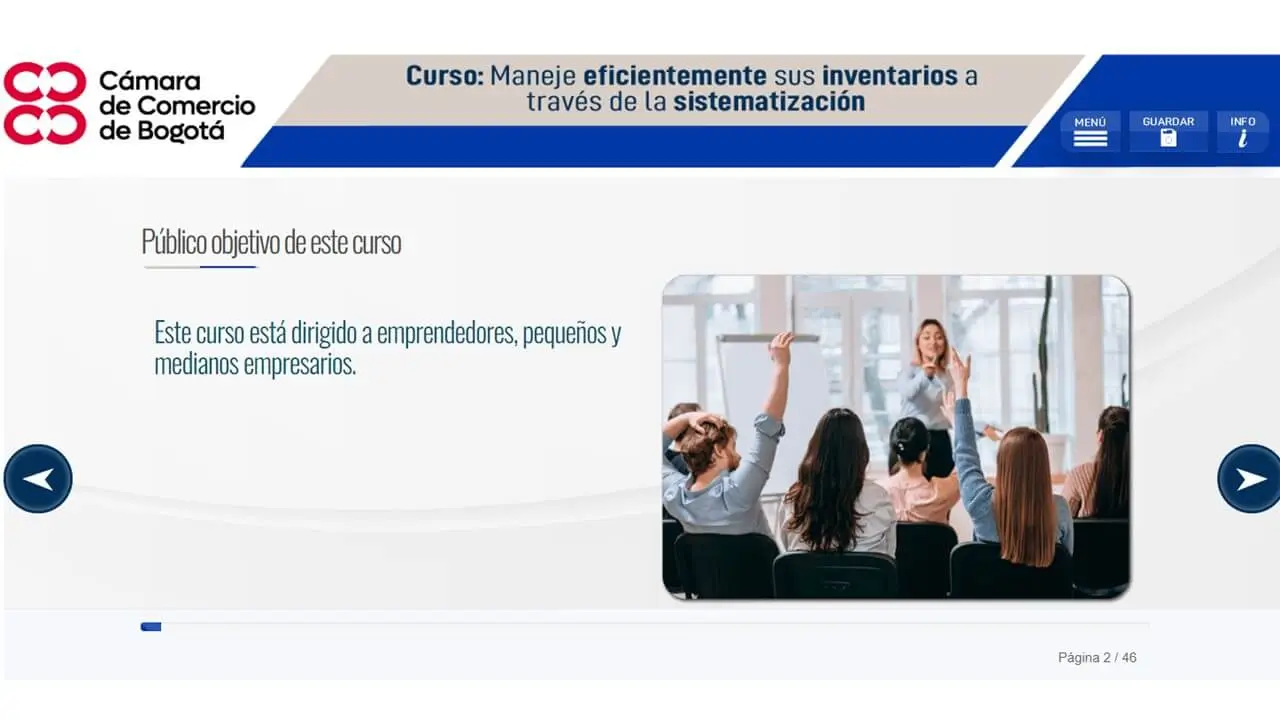 Cámara
de Comercio
de Bogotá
Curso: Maneje eficientemente sus inventarios a
través de la sistematización
MENÚ
GUARDAR
INFO
Público objetivo de este curso
Este curso está dirigido a emprendedores, pequeños y
medianos empresarios.
Página 2 / 46